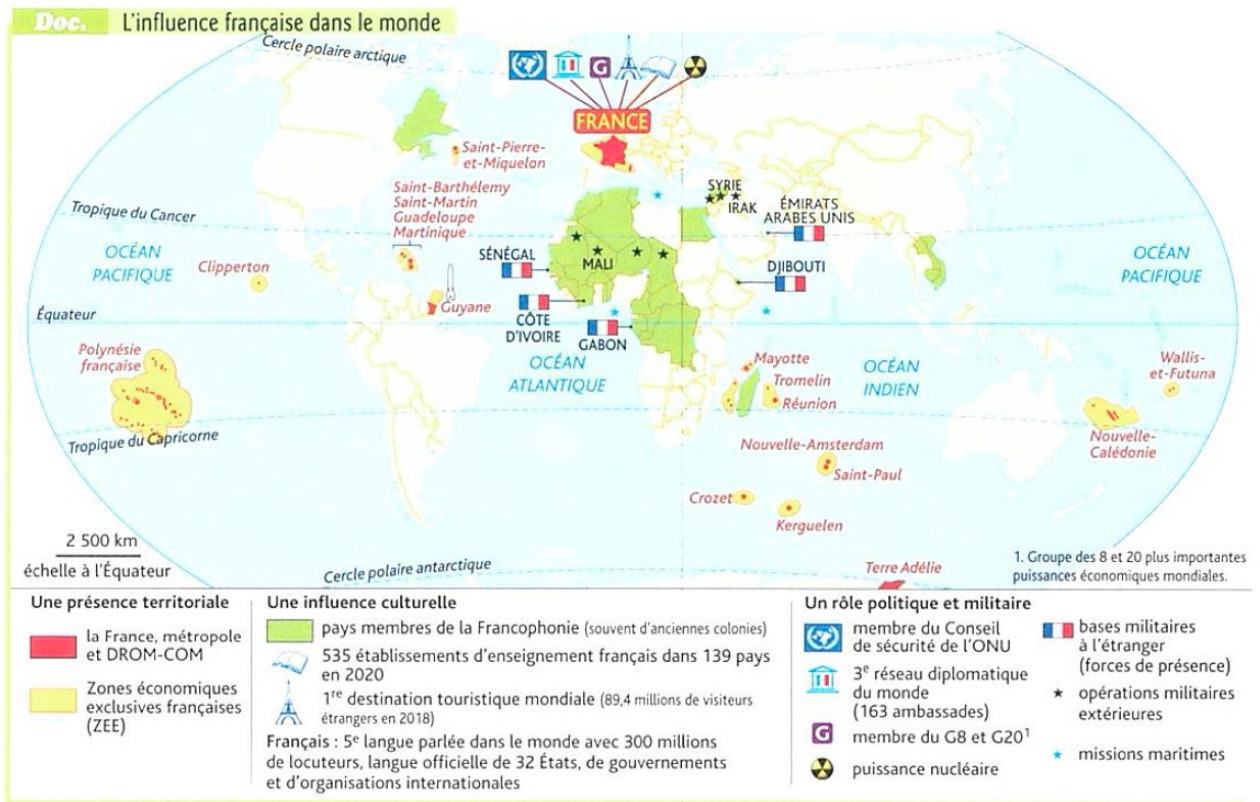 Doc. L'influence française dans le monde
Cercle polaire arctique
G
FRANCE
Saint-Pierre-
et-Miquelon
Saint-Barthélemy
Saint-Martin
Guadeloupe
Martinique
SYRIE
IRAK
ÉMIRATS
ARABES UNIS
Tropique du Cancer
OCÉAN
PACIFIQUE
Clipperton
SÉNÉGAL
MALI
DJIBOUTI
OCÉAN
PACIFIQUE
Guyane
CÔTE
D'IVOIRE
GABON
Équateur
Polynésie
française
OCÉAN
ATLANTIQUE
Mayotte
Tromelin
Réunion
OCÉAN
INDIEN
Wallis-
et-Futuna
Tropique du Capricorne
Nouvelle-
Calédonie
Nouvelle-Amsterdam
Saint-Paul
Crozet
Kerguelen
2 500 km
échelle à l'Équateur
Cercle polaire antarctique
Terre Adélie
1. Groupe des 8 et 20 plus importantes
puissances économiques mondiales.
Une présence territoriale
la France, métropole
et DROM-COM
Zones économiques
exclusives françaises
(ZEE)
Une influence culturelle
pays membres de la Francophonie (souvent d'anciennes colonies)
535 établissements d'enseignement français dans 139 pays
en 2020
1re destination touristique mondiale (89,4 millions de visiteurs
étrangers en 2018)
Français : 5e langue parlée dans le monde avec 300 millions
de locuteurs, langue officielle de 32 États, de gouvernements
et d'organisations internationales
Un rôle politique et militaire
membre du Conseil
de sécurité de l'ONU
3e réseau diplomatique
du monde
(163 ambassades)
G membre du G8 et G20¹
puissance nucléaire
bases militaires
à l'étranger
(forces de présence)
opérations militaires
extérieures
missions maritimes